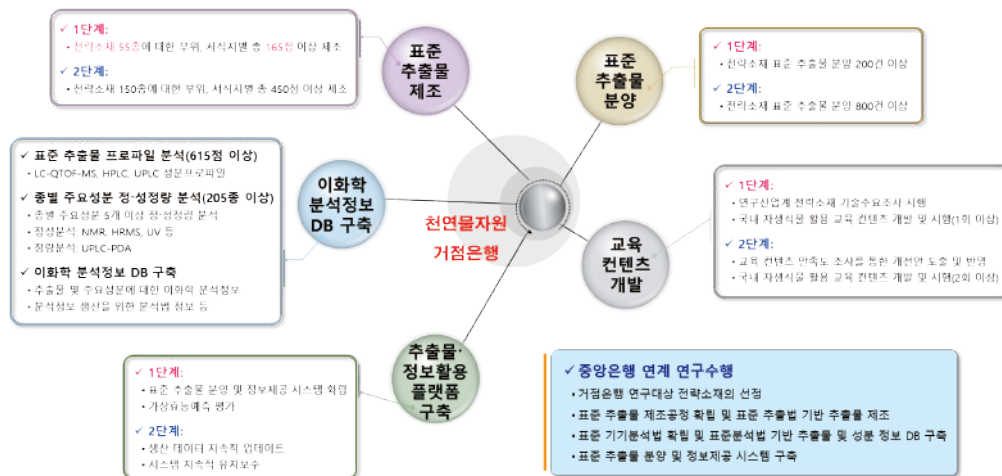 ✓ 1단계:
• 전략소재 55종에 대한 부위, 서식지별 총 165점 이상 제조
✓ 2단계:
• 전략소재 150종에 대한 부위, 서식지별 총 450점 이상 제조
표준
추출물
제조
표준
추출물
분양
✓ 1단계:
• 전략소재 표준 추출물 분양 200건 이상
✓ 2단계:
• 전략소재 표준 추출물 분양 800건 이상
✓ 표준 추출물 프로파일 분석(615점 이상)
• LC-QTOF-MS, HPLC, UPLC 성분프로파일
✓ 종별 주요성분 정·성정량 분석(205종 이상)
• 종별 주요성분 5개 이상 정·성정량 분석
• 정성분석: NMR, HRMS, UV 등
• 정량분석: UPLC-PDA
✓ 이화학 분석정보 DB 구축
• 추출물 및 주요성분에 대한 이화학 분석정보
• 분석정보 생산을 위한 분석법 정보 등
이화학
분석정보
DB 구축
천연물자원
거점은행
교육
컨텐츠
개발
✓ 1단계:
• 연구산업계 전략소재 기술수요조사 시행
• 국내 자생식물 활용 교육 컨텐츠 개발 및 시행(1회 이상)
✓ 2단계:
• 교육 컨텐츠 만족도 조사를 통한 개선안 도출 및 반영
• 국내 자생식물 활용 교육 컨텐츠 개발 및 시행(2회 이상)
✓ 1단계:
• 표준 추출물 분양 및 정보제공 시스템 확립
• 가상효능예측 평가
✓ 2단계:
• 생산 데이터 지속적 업데이트
• 시스템 지속적 유지보수
추출물·
정보활용
플랫폼
구축
✓ 중앙은행 연계 연구수행
• 거점은행 연구대상 전략소재의 선정
• 표준 추출물 제조공정 확립 및 표준 추출법 기반 추출물 제조
• 표준 기기분석법 확립 및 표준분석법 기반 추출물 및 성분 정보 DB 구축
• 표준 추출물 분양 및 정보제공 시스템 구축